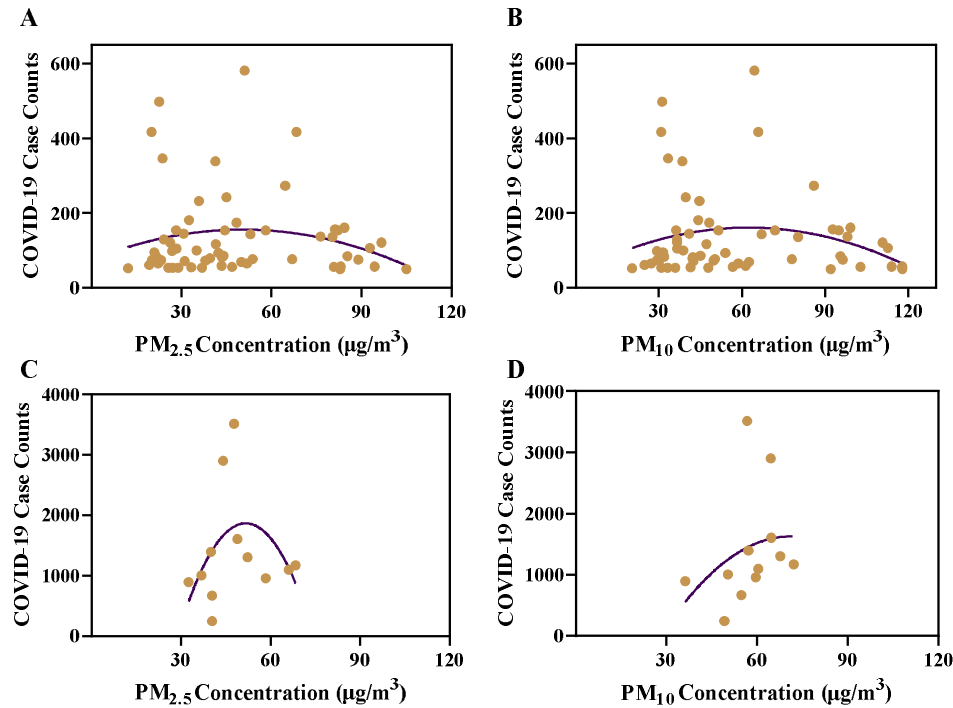 A
B
COVID-19 Case Counts
600
400
200
0
30
60
90
120
PM2.5 Concentration (μg/m3)
COVID-19 Case Counts
600
400
200
0
30
60
90
120
PM10 Concentration (μg/m3)
C
D
COVID-19 Case Counts
4000
3000
2000
1000
0
30
60
90
120
PM2.5 Concentration (μg/m3)
COVID-19 Case Counts
4000
3000
2000
1000
0
30
60
90
120
PM10 Concentration (μg/m3)